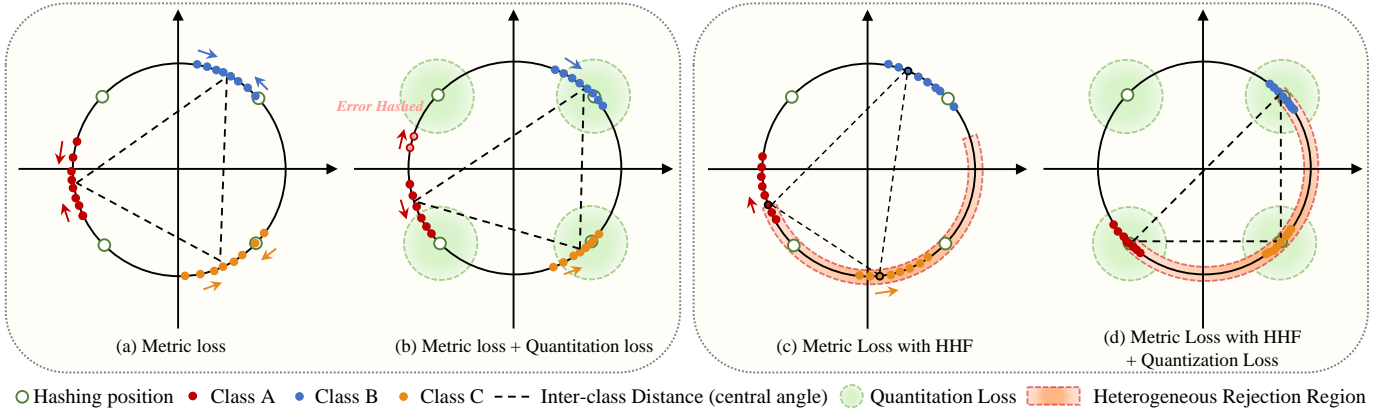 Error Hashed
(a) Metric loss
(b) Metric loss + Quantitation loss
(c) Metric Loss with HHF
(d) Metric Loss with HHF
+ Quantization Loss
Hashing position
Class A
Class B
Class C
Inter-class Distance (central angle)
Quantitation Loss
Heterogeneous Rejection Region